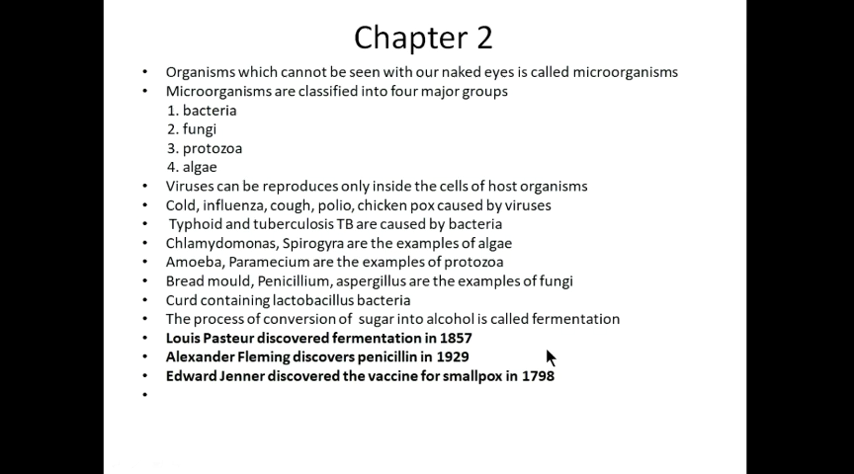 Chapter 2
• Organisms which cannot be seen with our naked eyes is called microorganisms
• Microorganisms are classified into four major groups
1. bacteria
2. fungi
3. protozoa
4. algae
• Viruses can be reproduces only inside the cells of host organisms
• Cold, influenza, cough, polio, chicken pox caused by viruses
• Typhoid and tuberculosis TB are caused by bacteria
• Chlamydomonas, Spirogyra are the examples of algae
• Amoeba, Paramecium are the examples of protozoa
• Bread mould, Penicillium, aspergillus are the examples of fungi
• Curd containing lactobacillus bacteria
• The process of conversion of sugar into alcohol is called fermentation
• Louis Pasteur discovered fermentation in 1857
• Alexander Fleming discovers penicillin in 1929
• Edward Jenner discovered the vaccine for smallpox in 1798
•